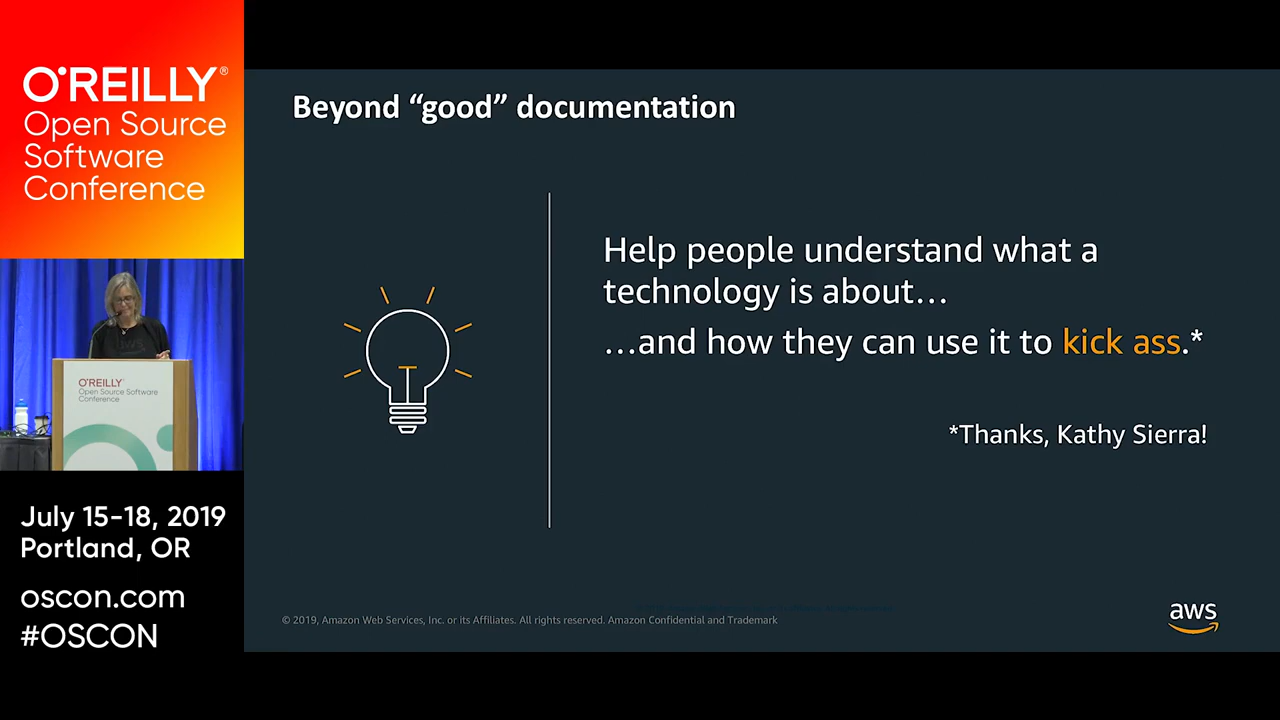 O'REILLY®
Open Source
Software
Conference
O'REILLY
Open Source Software
Conference
July 15-18, 2019
Portland, OR
oscon.com
#OSCON
Beyond “good” documentation
Help people understand what a
technology is about...
...and how they can use it to kick ass.*
*Thanks, Kathy Sierra!
© 2019, Amazon Web Services, Inc. or its Affiliates. All rights reserved. Amazon Confidential and Trademark
aws